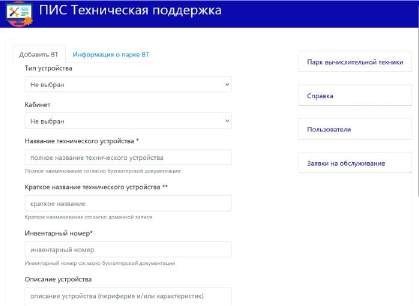 ПИС Техническая поддержка
Добавить ВТ
Информация о парке ВТ
Тип устройства
Не выбран
Кабинет
Не выбран
Название технического устройства *
полное название технического устройства
Полное наименование согласно бухгалтерской документации
Краткое название технического устройства **
краткое название
Краткое наименование согласно доменной записи
Инвентарный номер*
инвентарный номер
Инвентарный номер согласно бухгалтерской документации
Описание устройства
описание устройства (периферия и/или характеристик)
Парк вычислительной техники
Справка
Пользователи
Заявки на обслуживание